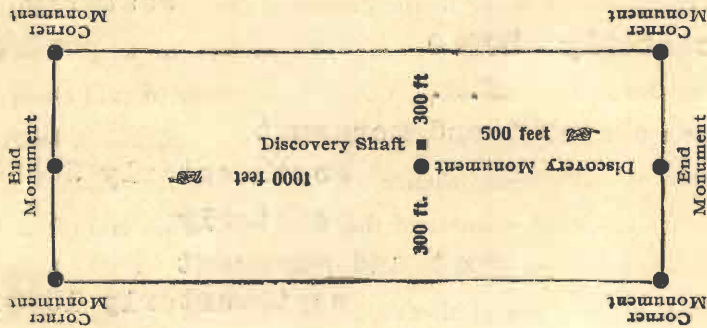 Corner
Monument
Corner
Monument
300 ft
500 feet
Discovery Shaft
End
Monument
1000 feet
Discovery Monument
End
Monument
300 ft.
Corner
Monument
Corner
Monument